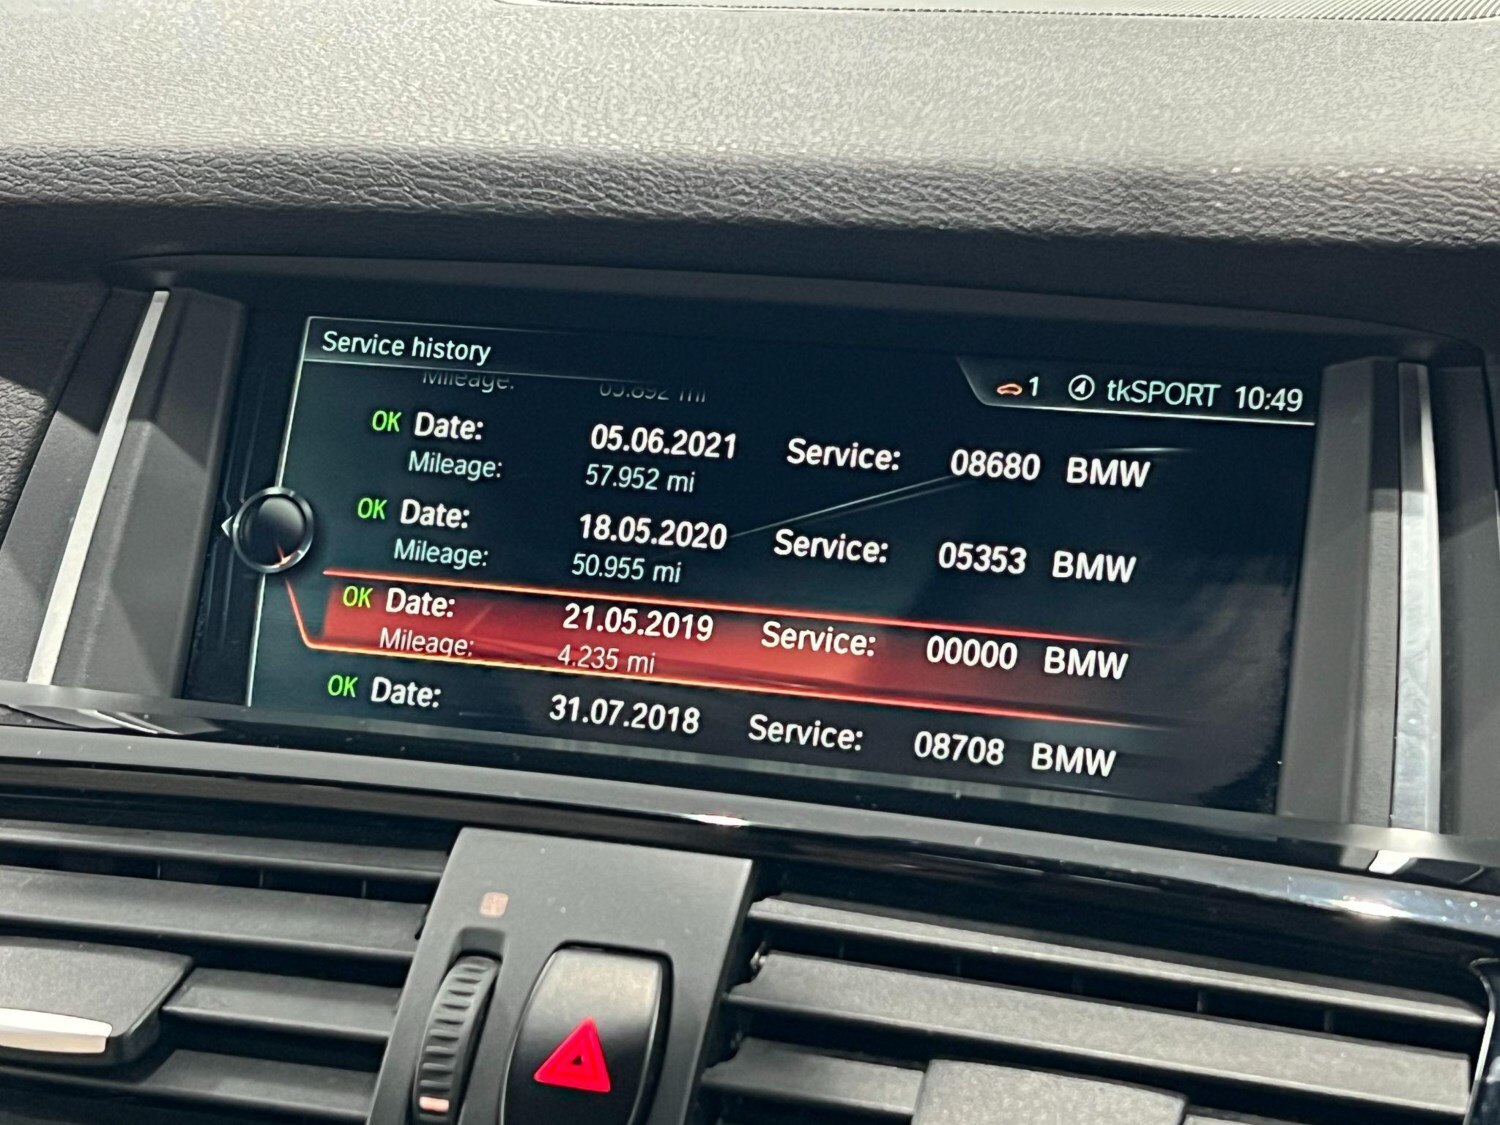 Service history
1 tkSPORT 10:49
Mileage:
OK Date: 05.06.2021 Service: 08680 BMW
Mileage: 57.952 mi
OK Date: 18.05.2020 Service: 05353 BMW
Mileage: 50.955 mi
OK Date: 21.05.2019 Service: 00000 BMW
Mileage: 4.235 mi
OK Date: 31.07.2018 Service: 08708 BMW